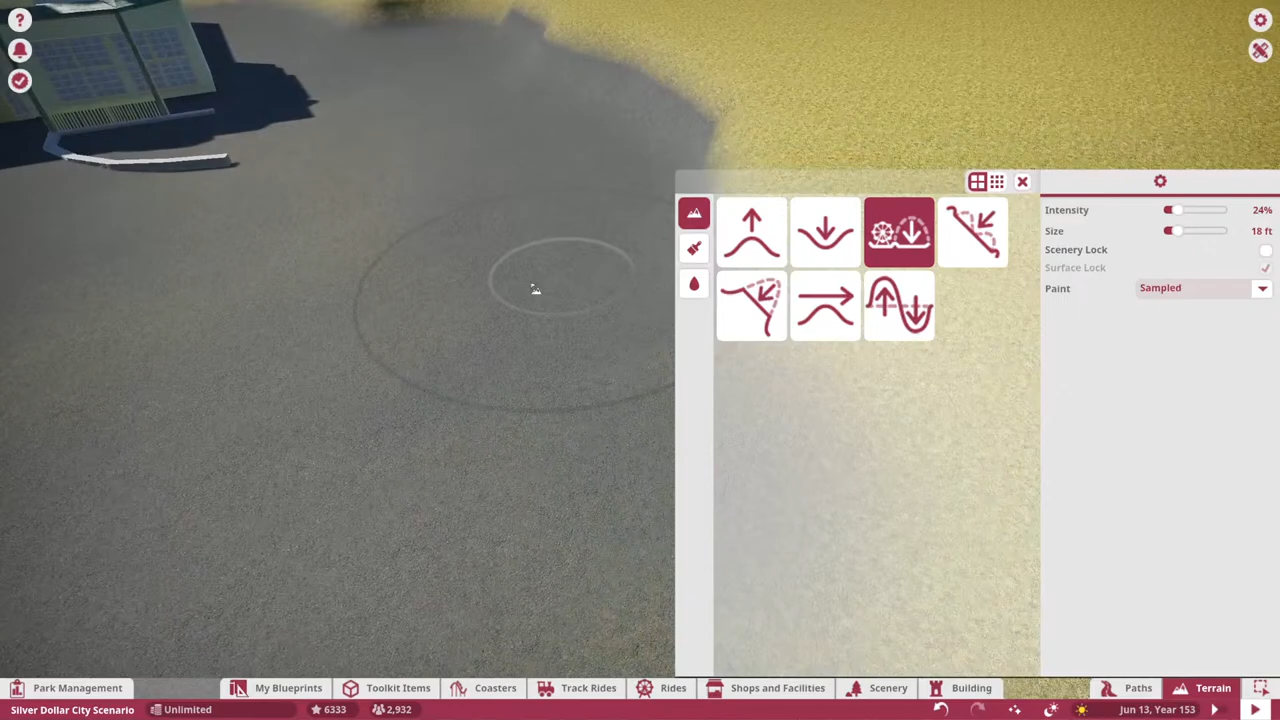 ?
Intensity 24%
Size 18 ft
Scenery Lock
Surface Lock
Paint Sampled
Park Management My Blueprints Toolkit Items Coasters Track Rides Rides Shops and Facilities Scenery Building Paths Terrain
Silver Dollar City Scenario Unlimited 6333 2,932 Jun 13, Year 153